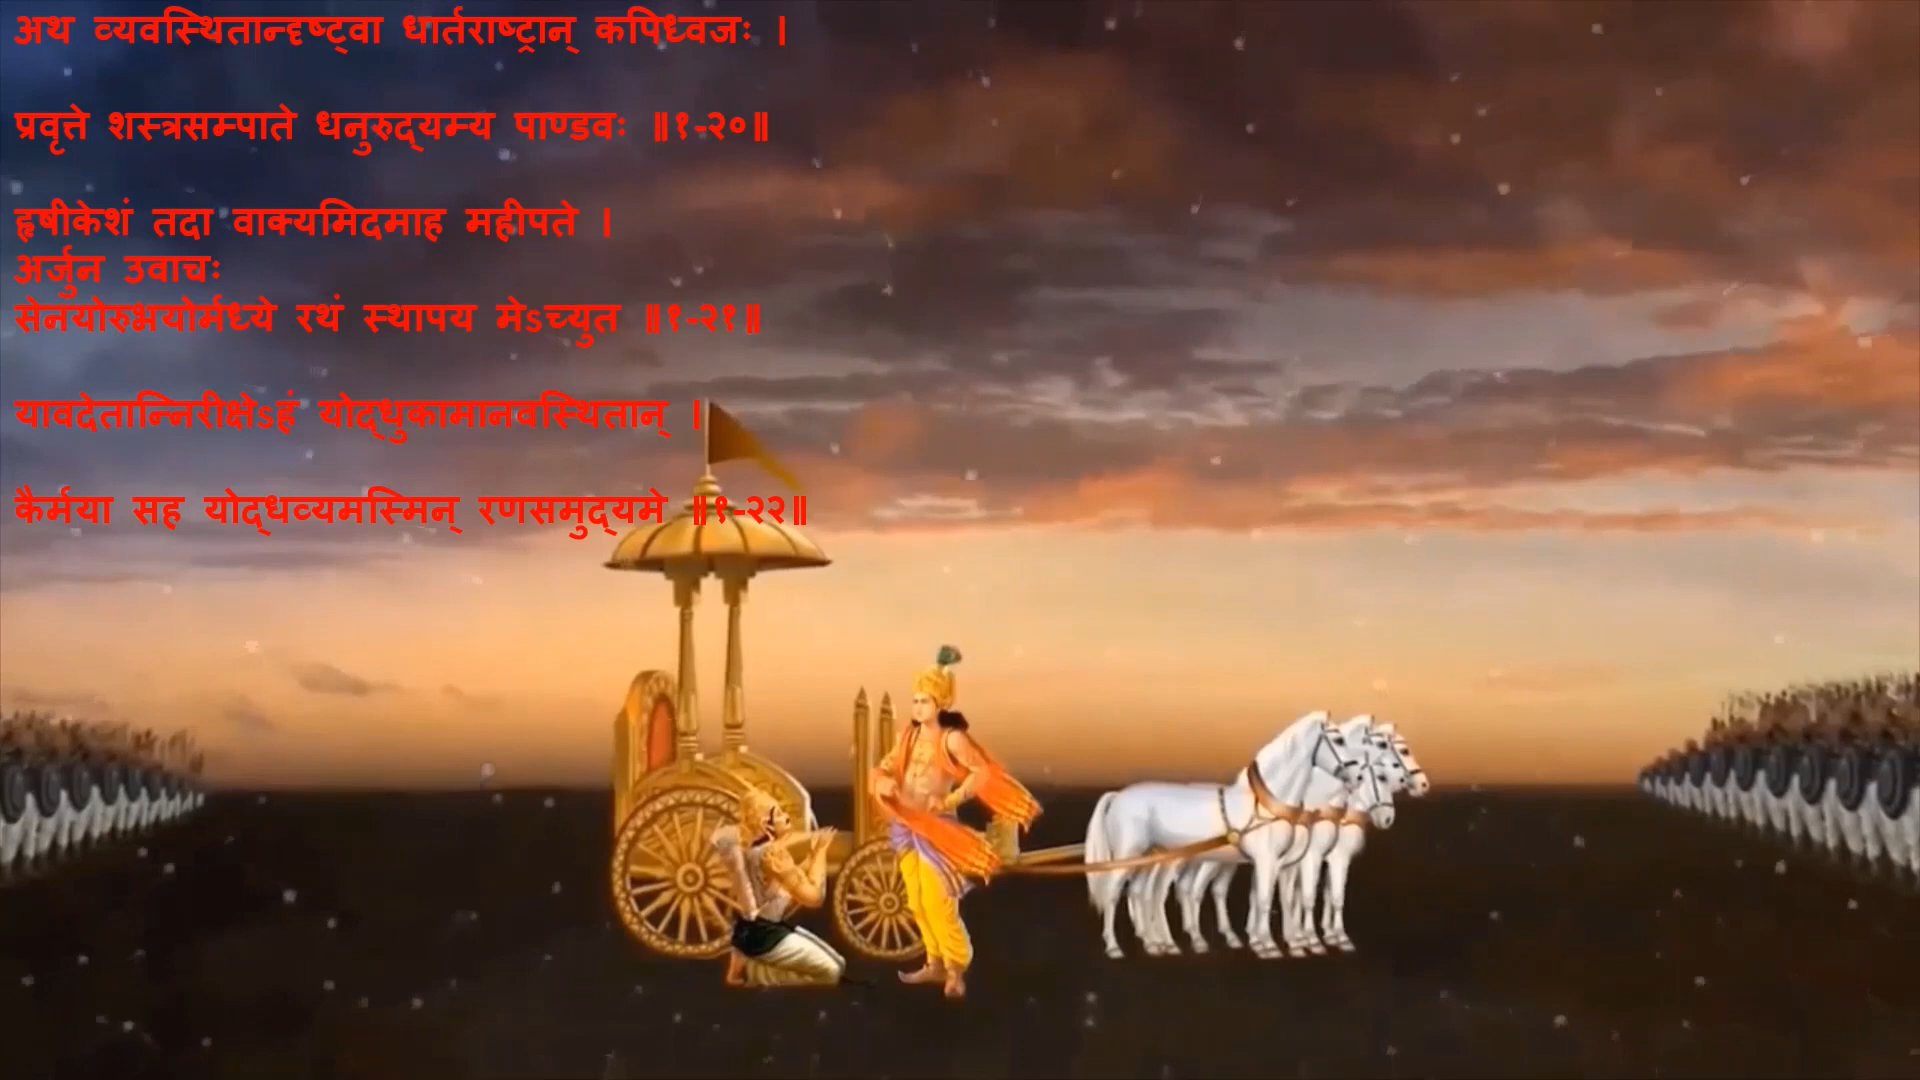 अथ व्यवस्थितान्दृष्ट्वा धार्तराष्ट्रान् कपिध्वजः ।
प्रवृत्ते शस्त्रसम्पाते धनुरुद्यम्य पाण्डवः ॥१-२०॥
हृषीकेशं तदा वाक्यमिदमाह महीपते ।
अर्जुन उवाचः
सेनयोरुभयोर्मध्ये रथं स्थापय मेऽच्युत ॥१-२१॥
यावदेतान्निरीक्षेऽहं योद्धुकामानवस्थितान् ।
कैर्मया सह योद्धव्यमस्मिन् रणसमुद्यमे ॥१-२२॥